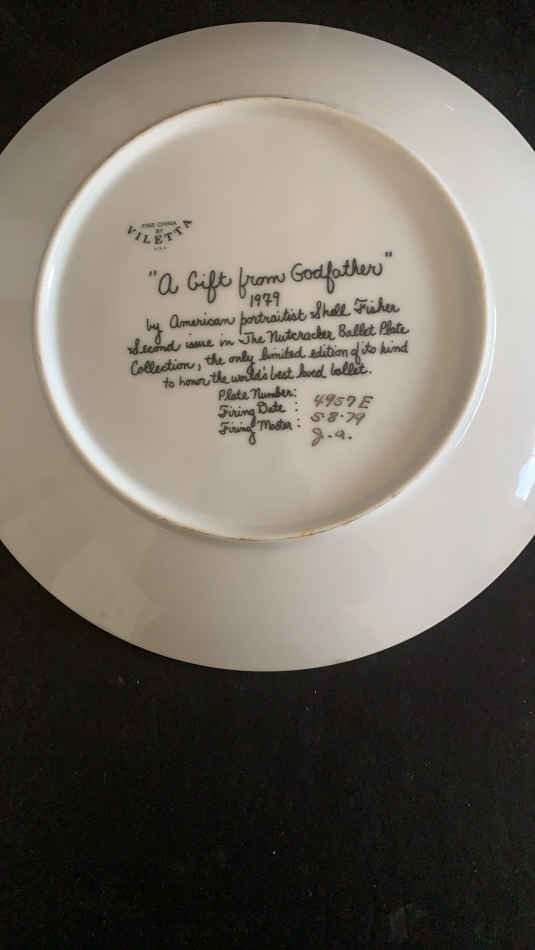 FINE CHINA
BY
VILETTA
U.S.A.
"A Gift from Godfather"
1979
by American portraitist Shell Fisher
Second issue in The Nutcracker Ballet Plate
Collection, the only limited edition of its kind
to honor the world's best loved ballet.
Plate Number: 4957E
Firing Date : 5-8-79
Firing Master : J.a.